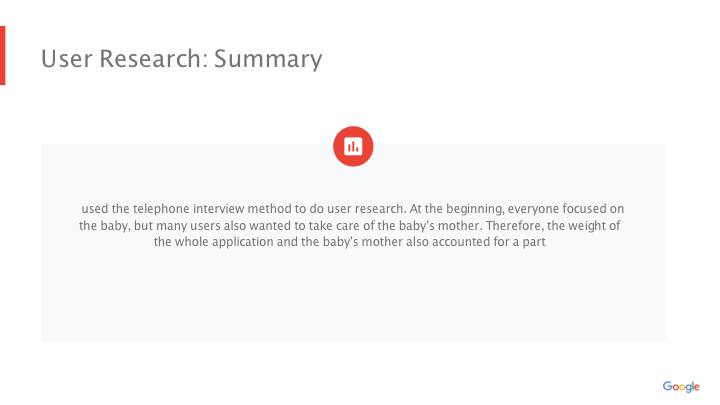 User Research: Summary
used the telephone interview method to do user research. At the beginning, everyone focused on
the baby, but many users also wanted to take care of the baby's mother. Therefore, the weight of
the whole application and the baby's mother also accounted for a part
Google